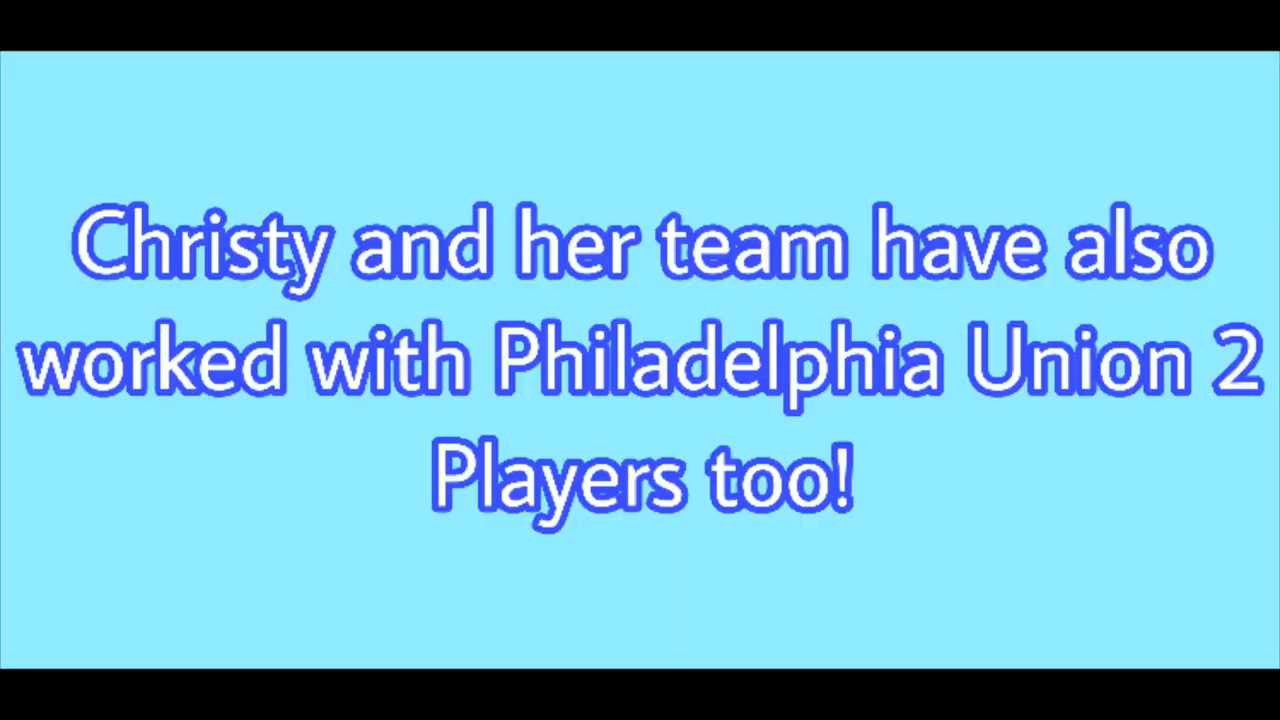 Christy and her team have also
worked with Philadelphia Union 2
Players too!